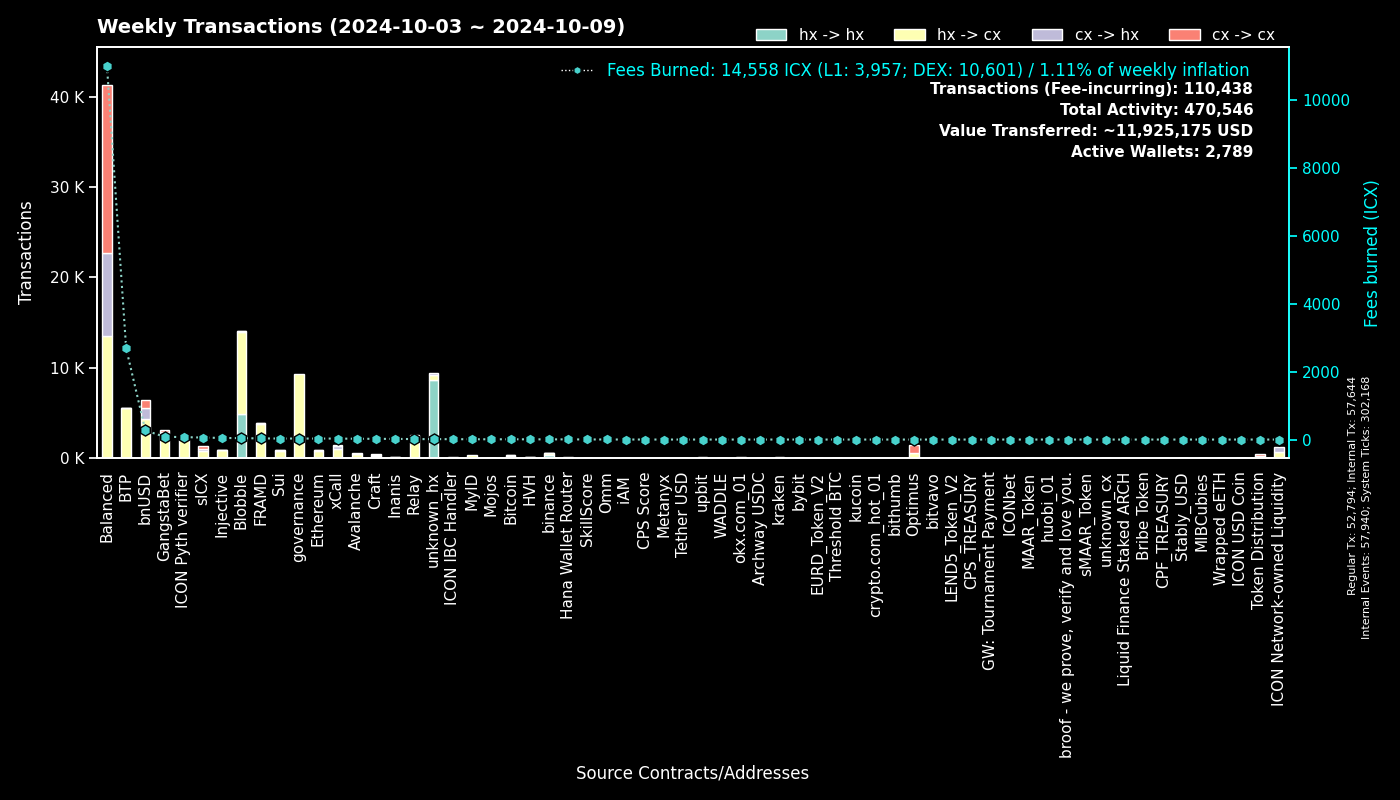 Weekly Transactions (2024-10-03 ~ 2024-10-09)
hx -> hx
hx -> cx
cx -> hx
cx -> cx
Fees Burned: 14,558 ICX (L1: 3,957; DEX: 10,601) / 1.11% of weekly inflation
Transactions (Fee-incurring): 110,438
Total Activity: 470,546
Value Transferred: ~11,925,175 USD
Active Wallets: 2,789
Transactions
40 K
30 K
20 K
10 K
0 K
10000
8000
6000
4000
2000
0
Fees burned (ICX)
Regular Tx: 52,794; Internal Tx: 57,644
Internal Events: 57,940; System Ticks: 302,168
Balanced
BTP
bnUSD
GangstaBet
ICON Pyth verifier
sICX
Injective
Blobble
FRAMD
Sui
governance
Ethereum
xCall
Avalanche
Craft
Inanis
Relay
unknown_hx
ICON IBC Handler
MyID
Mojos
Bitcoin
HVH
binance
Hana Wallet Router
SkillScore
Omm
iAM
CPS Score
Metanyx
Tether USD
upbit
WADDLE
okx.com_01
Archway USDC
kraken
bybit
EURD_Token_V2
Threshold_BTC
kucoin
crypto.com_hot_01
bithumb
Optimus
bitvavo
LEND5_Token_V2
CPS_TREASURY
GW: Tournament Payment
ICONbet
MAAR_Token
huobi_01
broof - we prove, verify and love you.
sMAAR_Token
unknown_cx
Liquid Finance Staked ARCH
Bribe Token
CPF_TREASURY
Stably_USD
MIBCubies
Wrapped eETH
ICON USD Coin
Token Distribution
ICON Network-owned Liquidity
Source Contracts/Addresses